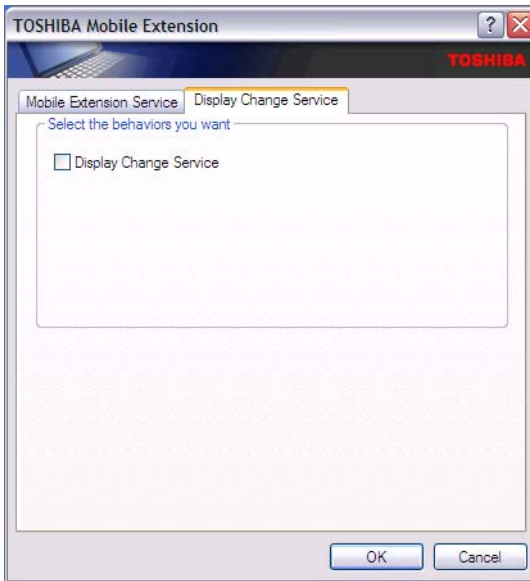 TOSHIBA Mobile Extension
TOSHIBA
Mobile Extension Service
Display Change Service
Select the behaviors you want
Display Change Service
OK
Cancel